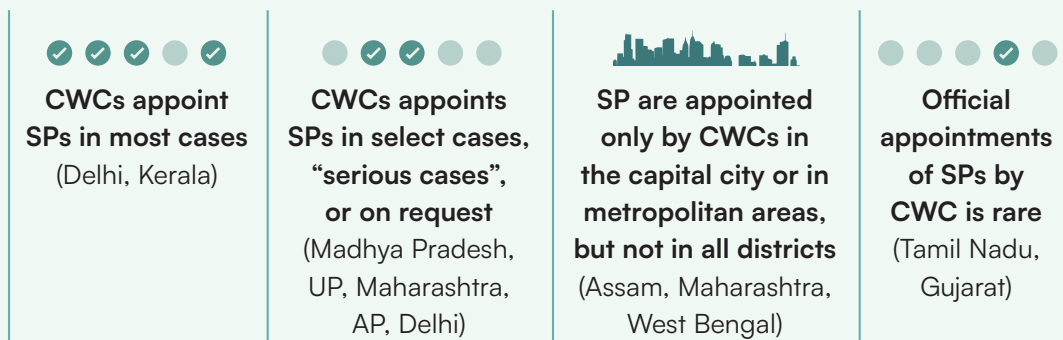 CWCs appoint
SPs in most cases
(Delhi, Kerala)
CWCs appoints
SPs in select cases,
“serious cases”,
or on request
(Madhya Pradesh,
UP, Maharashtra,
AP, Delhi)
SP are appointed
only by CWCs in
the capital city or in
metropolitan areas,
but not in all districts
(Assam, Maharashtra,
West Bengal)
Official
appointments
of SPs by
CWC is rare
(Tamil Nadu,
Gujarat)